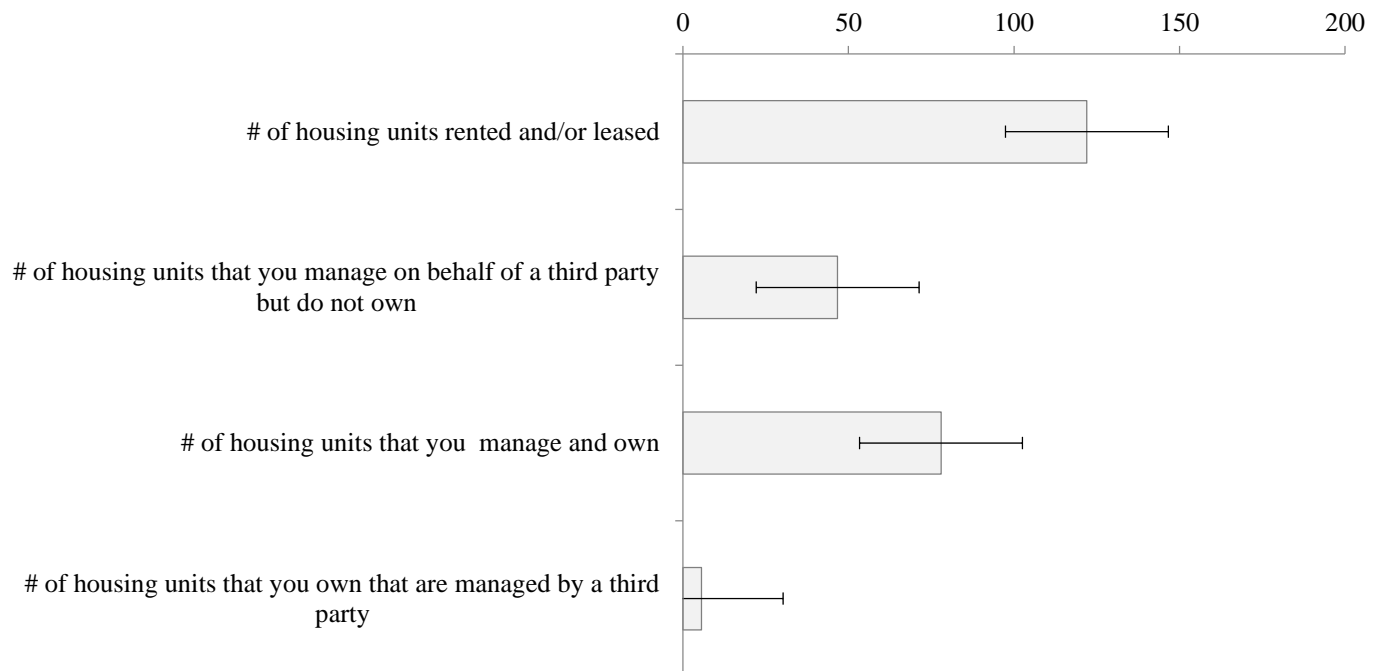 0 50 100 150 200
# of housing units rented and/or leased
# of housing units that you manage on behalf of a third party
but do not own
# of housing units that you  manage and own
# of housing units that you own that are managed by a third
party